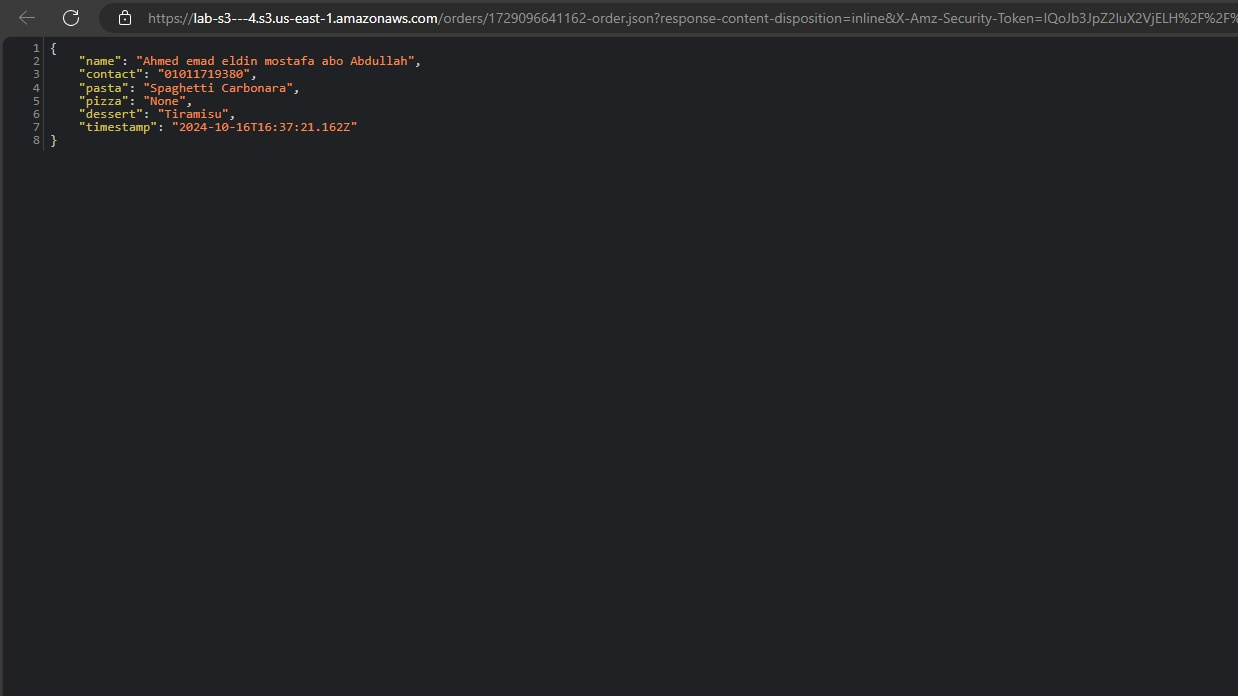 https://lab-s3---4.s3.us-east-1.amazonaws.com/orders/1729096641162-order.json?response-content-disposition=inline&X-Amz-Security-Token=IQoJb3JpZ2luX2VjELH%2F%2F%
1 {
2 "name": "Ahmed emad eldin mostafa abo Abdullah",
3 "contact": "01011719380",
4 "pasta": "Spaghetti Carbonara",
5 "pizza": "None",
6 "dessert": "Tiramisu",
7 "timestamp": "2024-10-16T16:37:21.162Z"
8 }